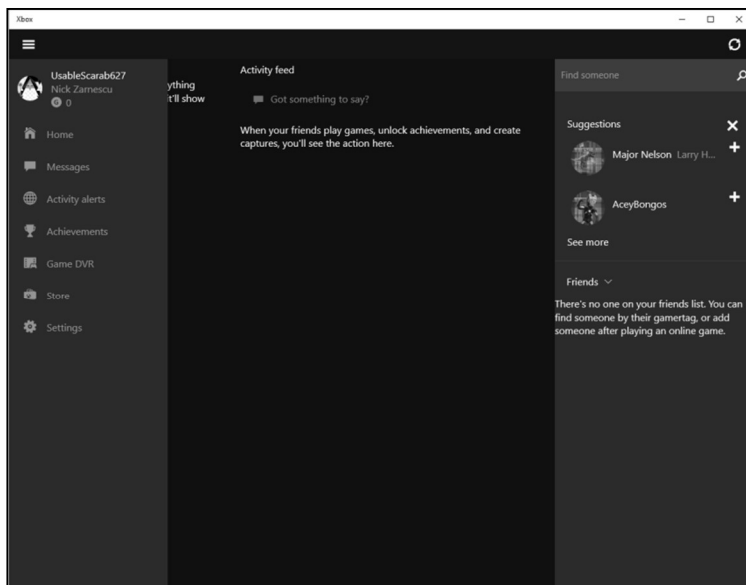 Xbox
UsableScarab627
Nick Zamescu
G 0
Home
Messages
Activity alerts
Achievements
Game DVR
Store
Settings
ything
it'll show
Activity feed
Got something to say?
When your friends play games, unlock achievements, and create
captures, you'll see the action here.
Find someone
Suggestions
Major Nelson Larry H...
AceyBongos
See more
Friends
There's no one on your friends list. You can
find someone by their gamertag, or add
someone after playing an online game.